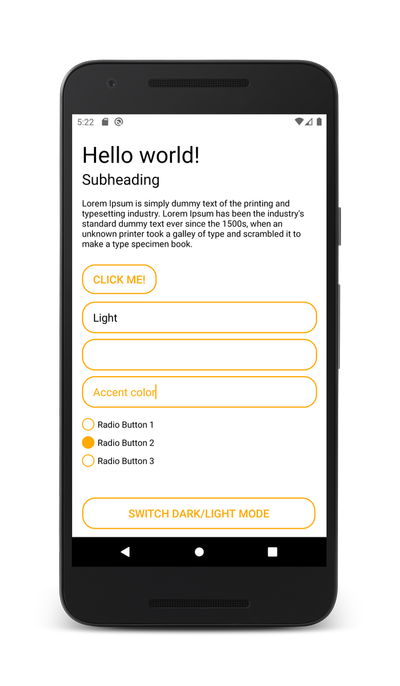 5:22
Hello world!
Subheading
Lorem Ipsum is simply dummy text of the printing and
typesetting industry. Lorem Ipsum has been the industry's
standard dummy text ever since the 1500s, when an
unknown printer took a galley of type and scrambled it to
make a type specimen book.
CLICK ME!
Light
Accent color
Radio Button 1
Radio Button 2
Radio Button 3
SWITCH DARK/LIGHT MODE